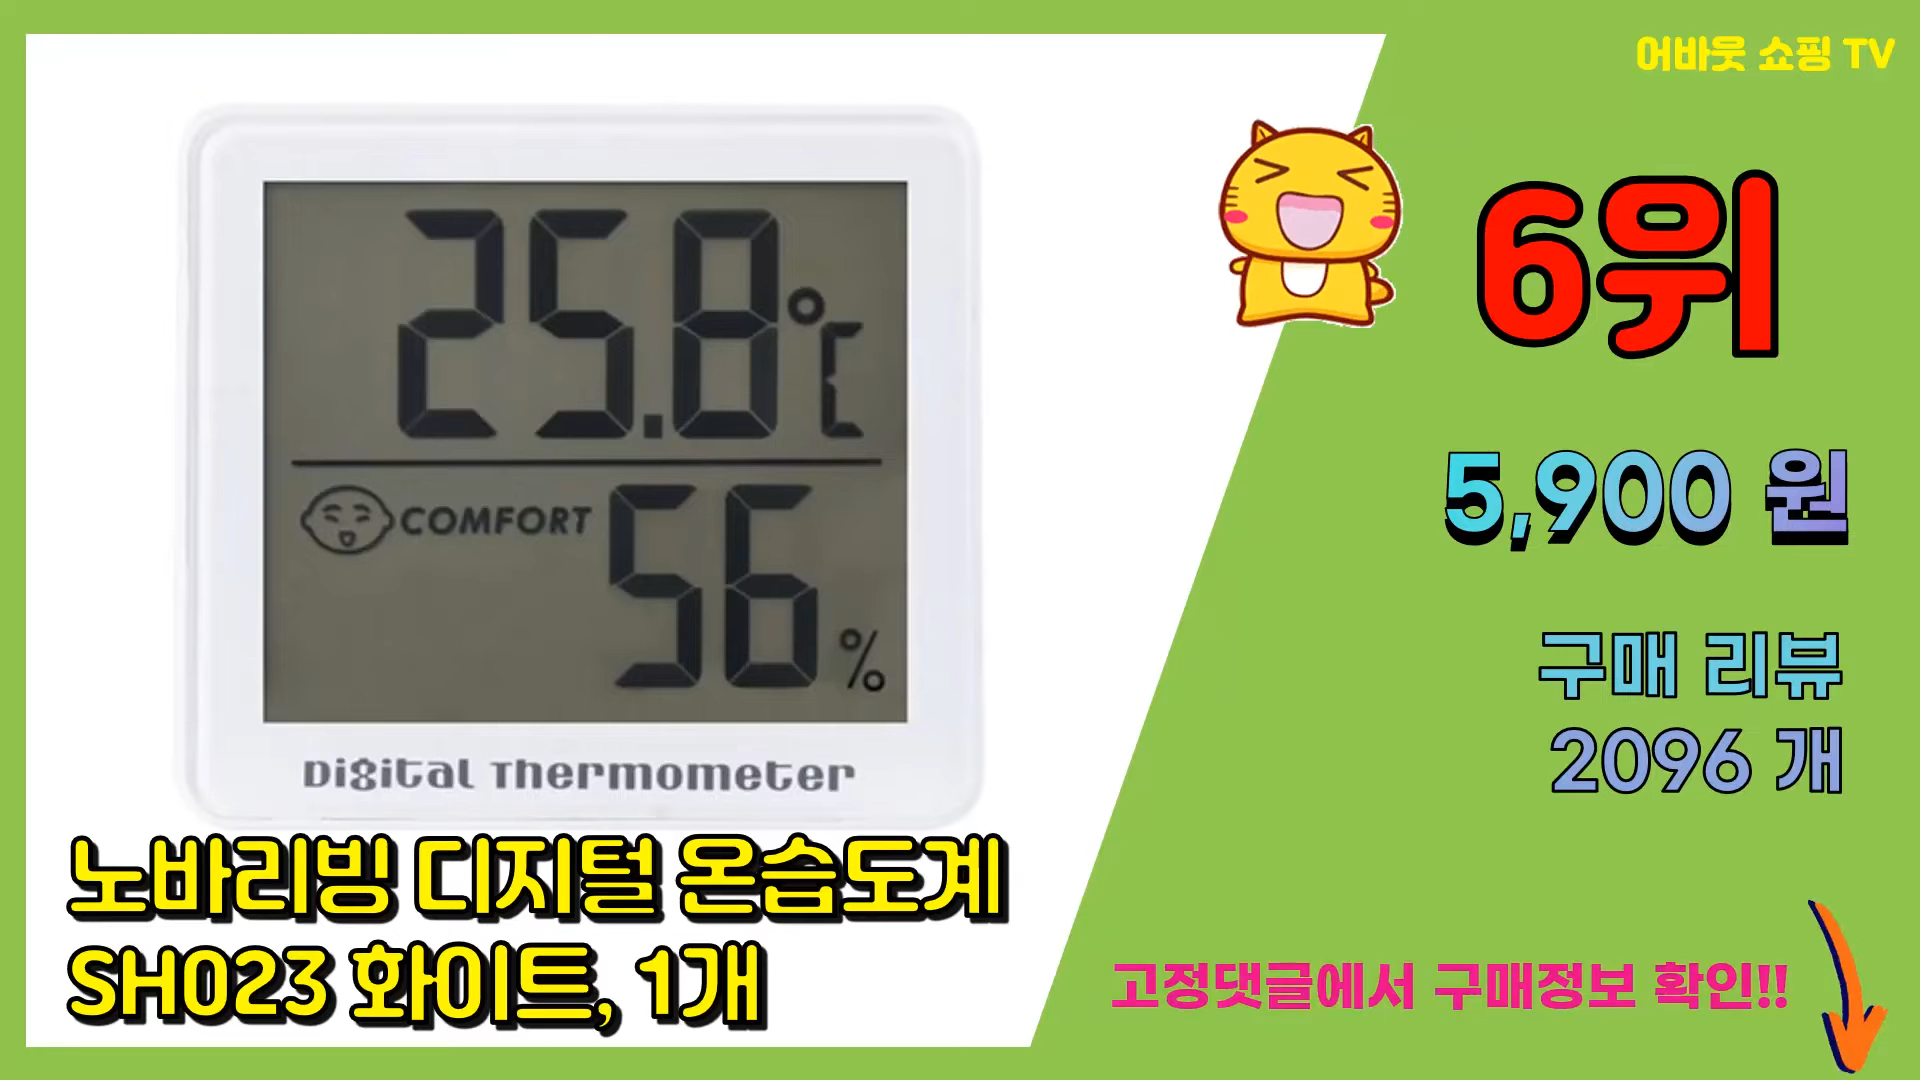 어바웃 쇼핑 TV
6위
25.8°C
COMFORT 56%
Digital Thermometer
5,900 원
구매 리뷰
2096 개
노바리빙 디지털 온습도계
SH023 화이트, 1개
고정댓글에서 구매정보 확인!!